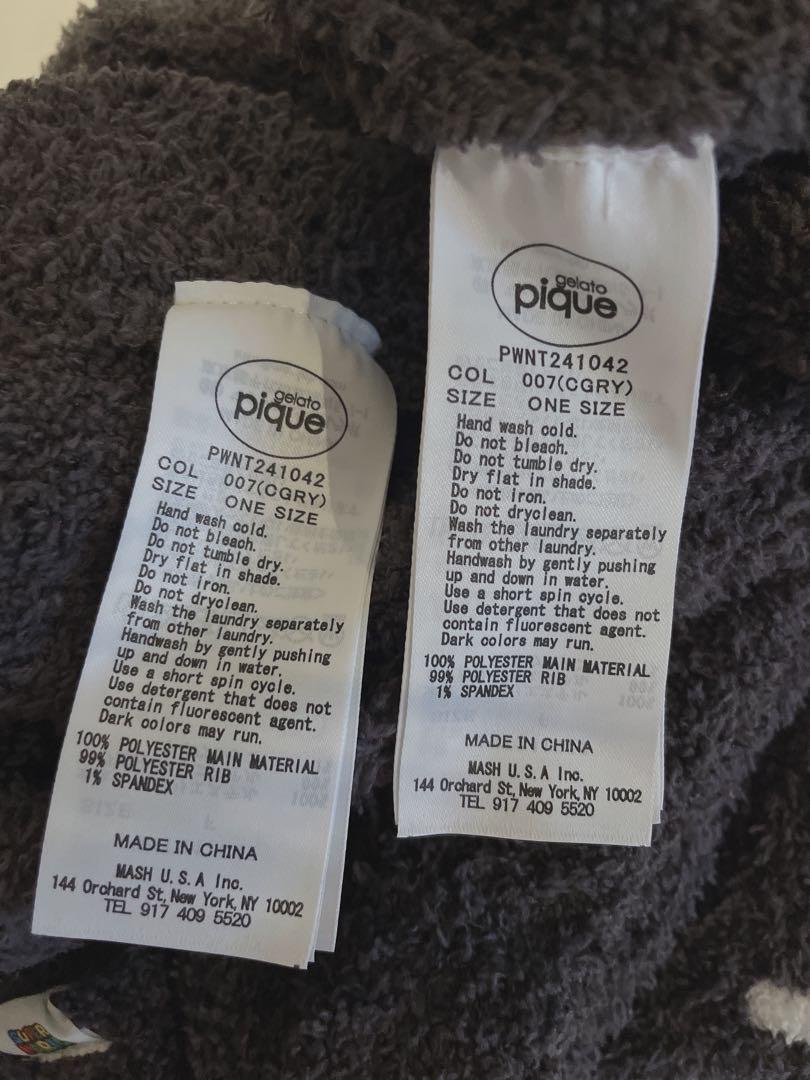 gelato
pique
PWNT241042
COL 007(CGRY)
SIZE ONE SIZE
Hand wash cold.
Do not bleach.
Do not tumble dry.
Dry flat in shade.
Do not iron.
Do not dryclean.
Wash the laundry separately
from other laundry.
Handwash by gently pushing
up and down in water.
Use a short spin cycle.
Use detergent that does not
contain fluorescent agent.
Dark colors may run.
100% POLYESTER MAIN MATERIAL
99% POLYESTER RIB
1% SPANDEX
MADE IN CHINA
MASH U.S.A Inc.
144 Orchard St, New York, NY 10002
TEL 917 409 5520
gelato
pique
PWNT241042
COL 007(CGRY)
SIZE ONE SIZE
Hand wash cold.
Do not bleach.
Do not tumble dry.
Dry flat in shade.
Do not iron.
Do not dryclean.
Wash the laundry separately
from other laundry.
Handwash by gently pushing
up and down in water.
Use a short spin cycle.
Use detergent that does not
contain fluorescent agent.
Dark colors may run.
100% POLYESTER MAIN MATERIAL
99% POLYESTER RIB
1% SPANDEX
MADE IN CHINA
MASH U.S.A Inc.
144 Orchard St, New York, NY 10002
TEL 917 409 5520